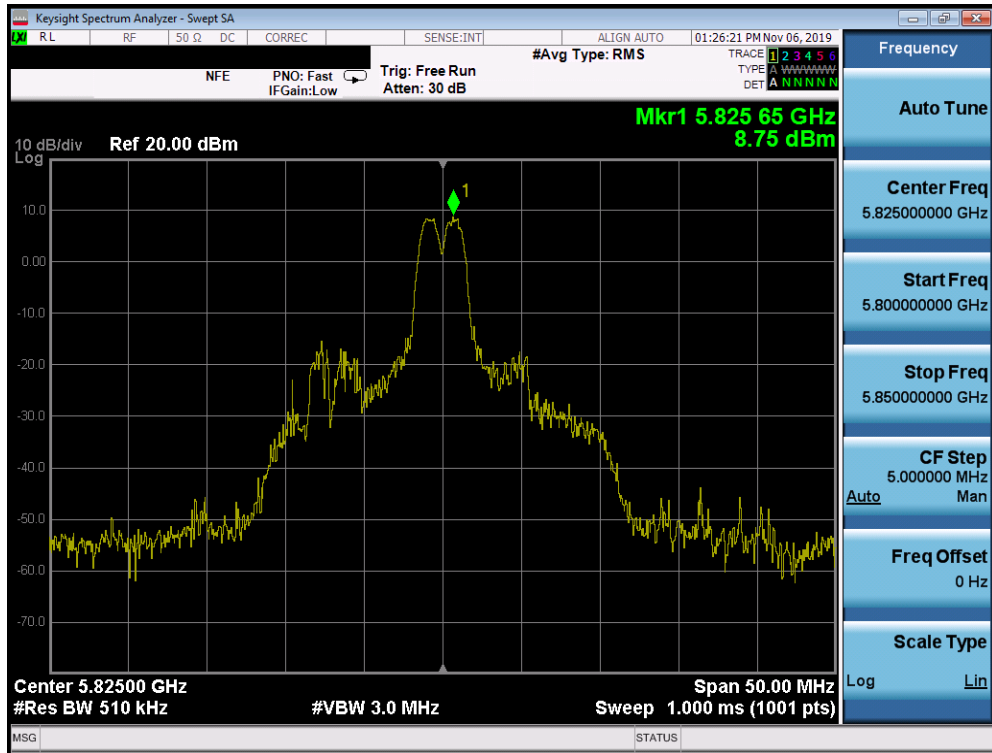 Keysight Spectrum Analyzer - Swept SA
LXI RL RF 50 Ω DC CORREC SENSE:INT ALIGN AUTO 01:26:21 PM Nov 06, 2019
NFE PNO: Fast Trig: Free Run #Avg Type: RMS TRACE 1 2 3 4 5 6
IFGain:Low Atten: 30 dB TYPE A WWWWW
DET A N N N N N
Mkr1 5.825 65 GHz
8.75 dBm
10 dB/div Ref 20.00 dBm
Log
1
10.0
0.00
-10.0
-20.0
-30.0
-40.0
-50.0
-60.0
-70.0
Center 5.82500 GHz Span 50.00 MHz
#Res BW 510 kHz #VBW 3.0 MHz Sweep 1.000 ms (1001 pts)
MSG STATUS
Frequency
Auto Tune
Center Freq
5.825000000 GHz
Start Freq
5.800000000 GHz
Stop Freq
5.850000000 GHz
CF Step
5.000000 MHz
Auto Man
Freq Offset
0 Hz
Scale Type
Log Lin